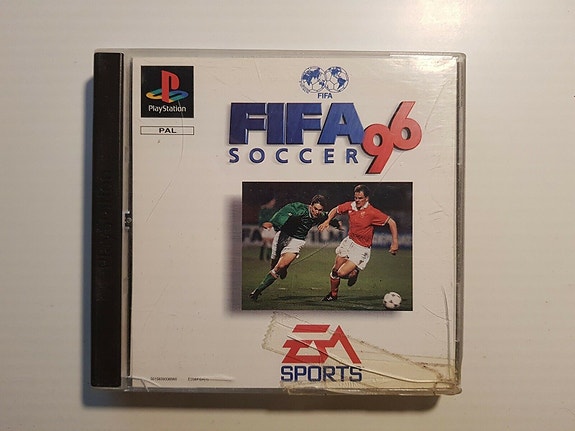 PlayStation
PAL
FIFA
FIFA 96
SOCCER
EA
SPORTS